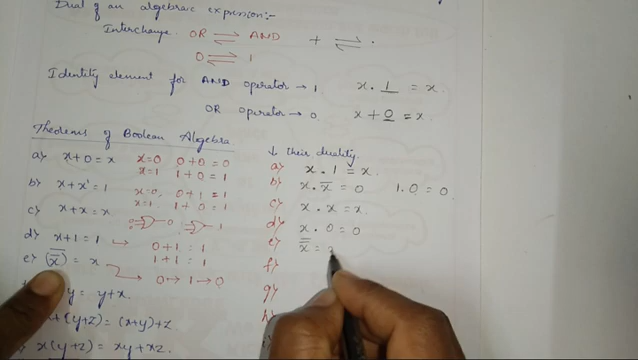 Dual of an algebraic expression:-
Interchange OR ⇌ AND + ⇌ .
0 ⇌ 1
Identity element for AND operator → 1 x . 1 = x
OR operator → 0 x + 0 = x
Theorems of Boolean Algebra
a) x+0=x x=0 0+0=0
x=1 1+0=1
b) x+x'=1 x=0 0+1=1
x=1 1+0=1
c) x+x=x
d) x+1=1 → 0+1=1
1+1=1
e) (x̿) = x 0→1→0
y = y+x.
+(y+z) = (x+y)+z.
x(y+z) = xy+xz.
↓ their duality.
a) x . 1 = x.
b) x . x̅ = 0 1.0=0
c) x . x = x.
d) x . 0 = 0
e) x̿ =
f)
g)
h)